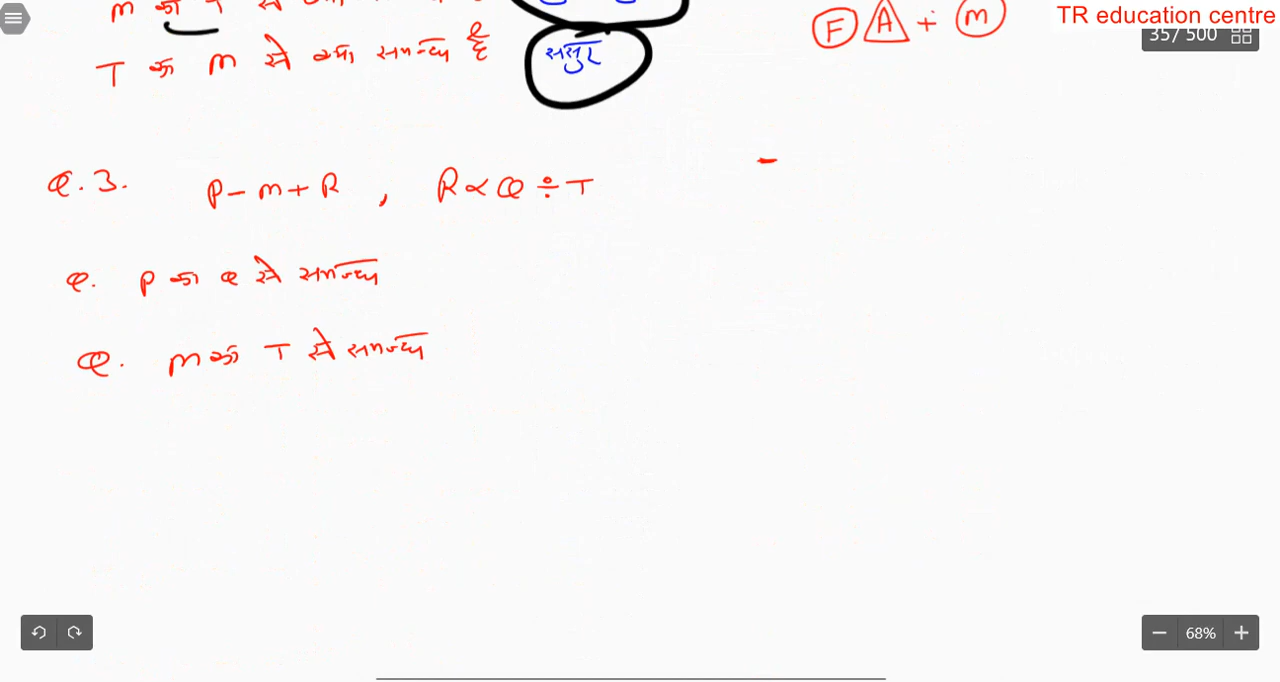 TR education centre
35/ 500
m का T से
F A + m
T का m से क्या सम्बन्ध है ससुर
Q.3. P - m + R , R ∝ Q ÷ T
Q. P का Q से सम्बन्ध
Q. m का T से सम्बन्ध
68%